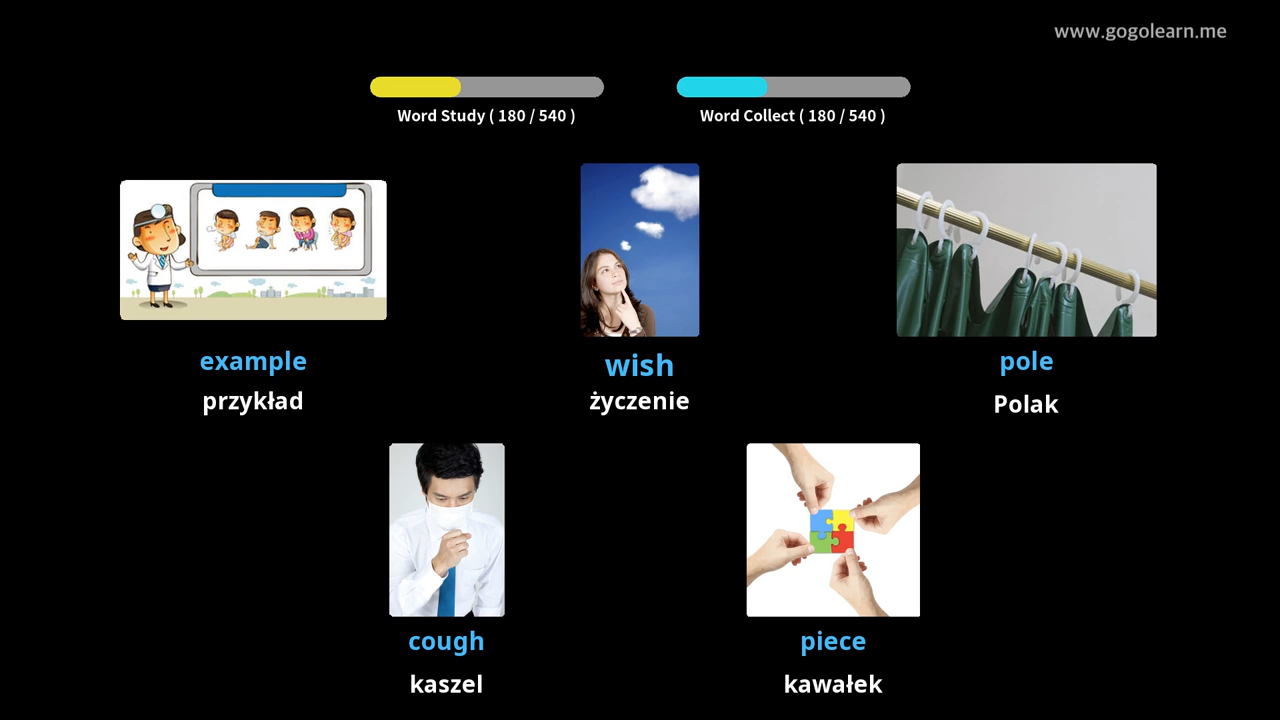 www.gogolearn.me
Word Study ( 180 / 540 )
Word Collect ( 180 / 540 )
example
przykład
wish
życzenie
pole
Polak
cough
kaszel
piece
kawałek